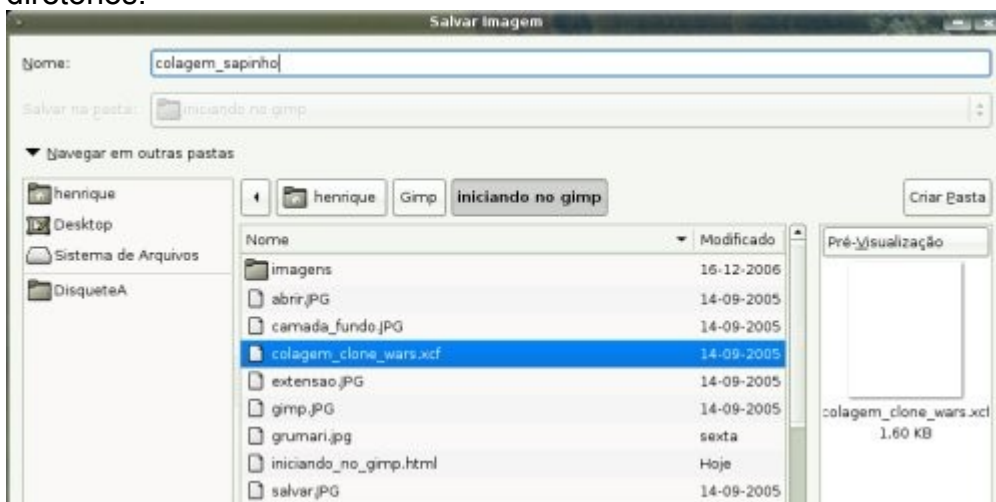 diretórios.
Salvar Imagem
Nome: colagem_sapinho
Salvar na pasta: iniciando no gimp
Navegar em outras pastas
henrique
Desktop
Sistema de Arquivos
DisqueteA
henrique Gimp iniciando no gimp Criar Pasta
Nome Modificado
imagens 16-12-2006
abrir.JPG 14-09-2005
camada_fundo.JPG 14-09-2005
colagem_clone_wars.xcf 14-09-2005
extensao.JPG 14-09-2005
gimp.JPG 14-09-2005
grumari.jpg sexta
iniciando_no_gimp.html Hoje
salvar.JPG 14-09-2005
Pré-Visualização
colagem_clone_wars.xcf
1.60 KB